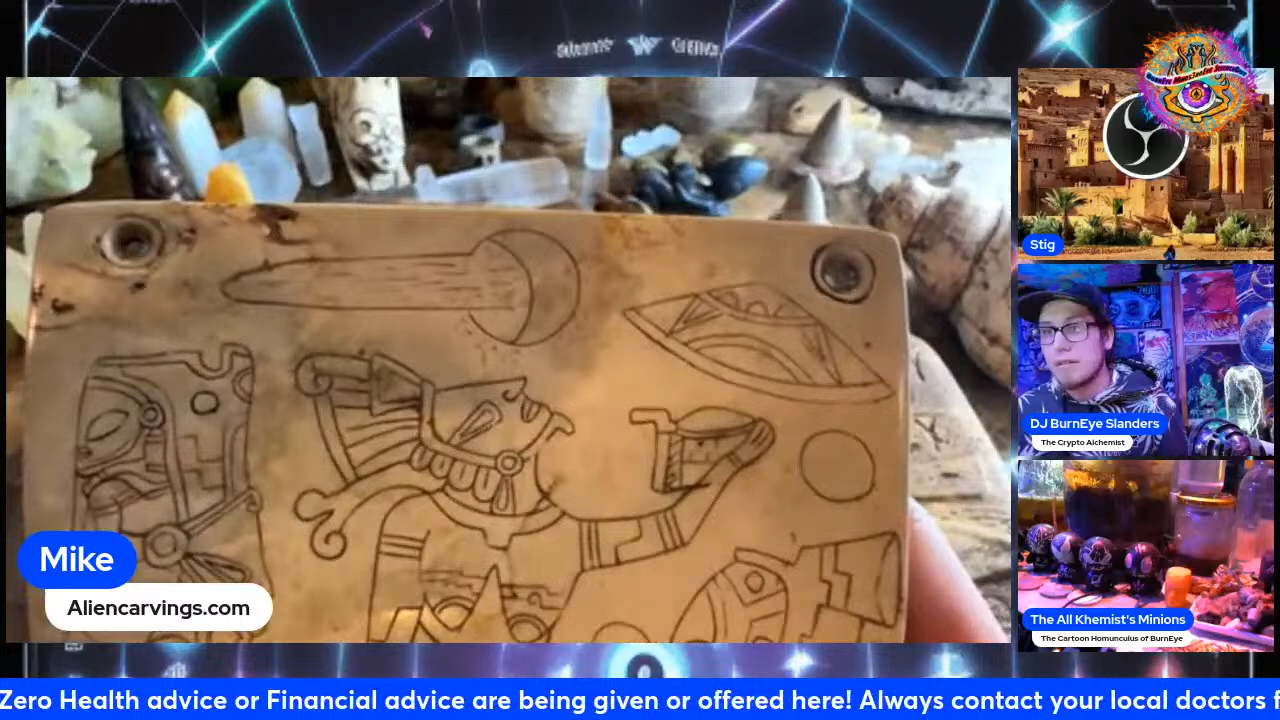 Stig
DJ BurnEye Slanders
The Crypto Alchemist
Mike
Aliencarvings.com
The All Khemist's Minions
The Cartoon Homunculus of BurnEye
Zero Health advice or Financial advice are being given or offered here! Always contact your local doctors f